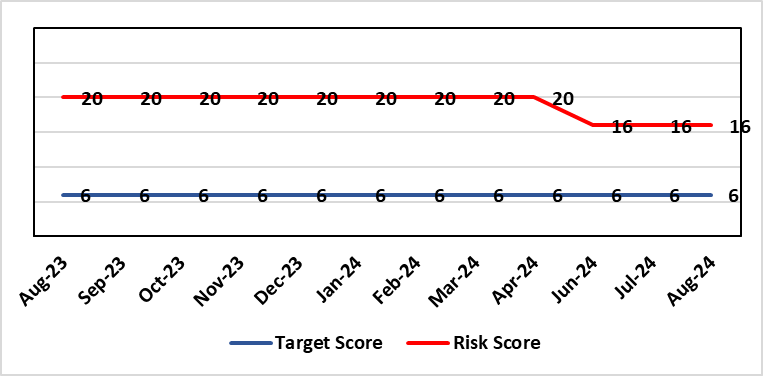 20 20 20 20 20 20 20 20 20 16 16 16
6 6 6 6 6 6 6 6 6 6 6 6
Aug-23 Sep-23 Oct-23 Nov-23 Dec-23 Jan-24 Feb-24 Mar-24 Apr-24 Jun-24 Jul-24 Aug-24
Target Score Risk Score